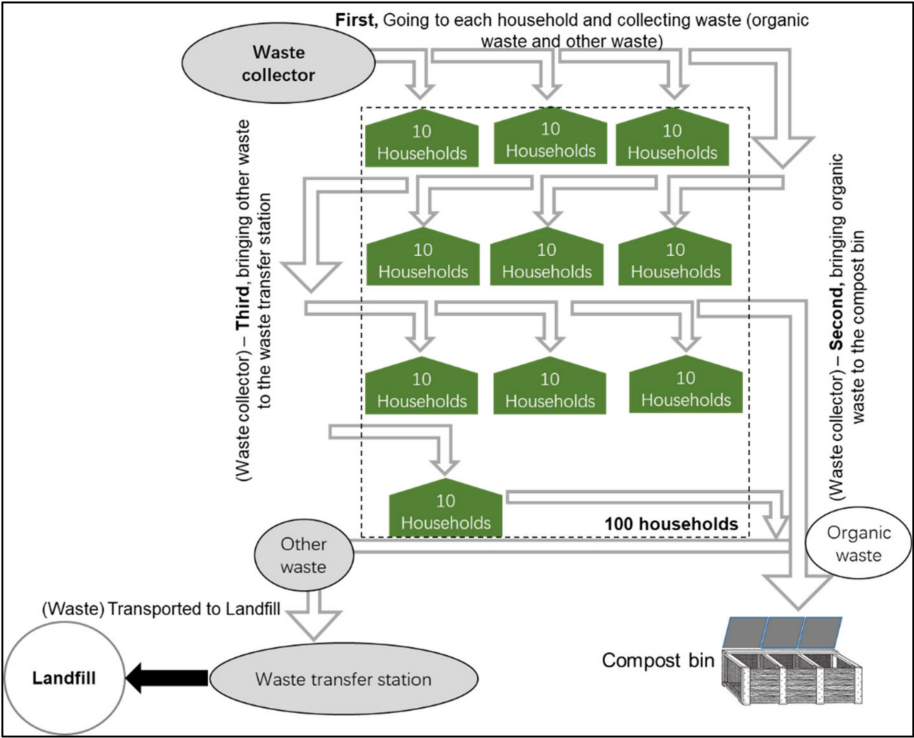 First, Going to each household and collecting waste (organic
waste and other waste)
Waste
collector
10
Households
10
Households
10
Households
(Waste collector) – Third, bringing other waste
to the waste transfer station
10
Households
10
Households
10
Households
(Waste collector) – Second, bringing organic
waste to the compost bin
10
Households
10
Households
10
Households
10
Households
100 households
Other
waste
Organic
waste
(Waste) Transported to Landfill
Landfill
Waste transfer station
Compost bin